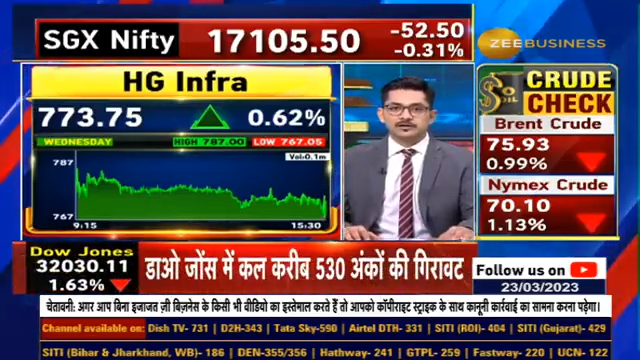 SGX Nifty 17105.50 -52.50
-0.31%
ZEEBUSINESS
HG Infra
773.75 0.62%
WEDNESDAY HIGH 787.00 LOW 767.05
Vol:0.1m
787
767
9:15 15:30
OIL
CRUDE
CHECK
Brent Crude
75.93
0.99%
Nymex Crude
70.10
1.13%
Dow Jones
32030.11
1.63%
डाओ जोंस में कल करीब 530 अंकों की गिरावट
Follow us on
23/03/2023
चेतावनी: अगर आप बिना इजाजत ज़ी बिज़नेस के किसी भी वीडियो का इस्तेमाल करते हैं तो आपको कॉपीराइट स्ट्राइक के साथ कानूनी कार्रवाई का सामना करना पड़ेगा।
Channel available on: Dish TV- 731 | D2H-343 | Tata Sky-590 | Airtel DTH- 331 | SITI (ROI) - 404 | SITI (Gujarat) - 429
SITI (Bihar & Jharkhand, WB)- 186 | DEN-355/356 | Hathway- 241 | GTPL- 259 | Fastway- 220 | UCN- 122